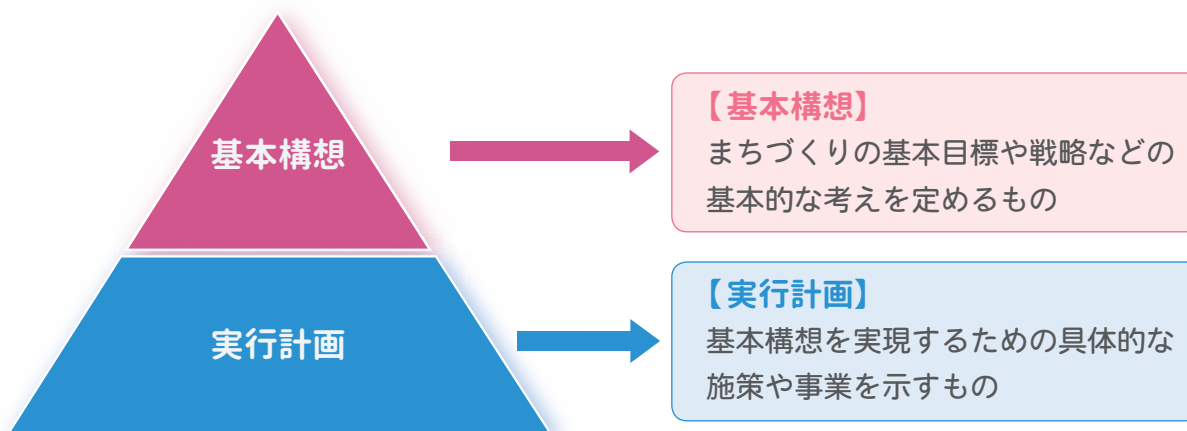 基本構想
【基本構想】
まちづくりの基本目標や戦略などの
基本的な考えを定めるもの
実行計画
【実行計画】
基本構想を実現するための具体的な
施策や事業を示すもの